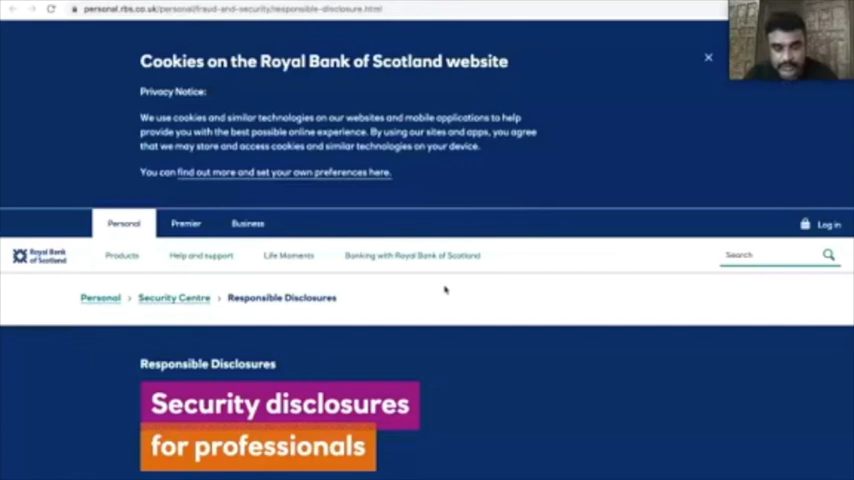 personal.rbs.co.uk/personal/fraud-and-security/responsible-disclosure.html
Cookies on the Royal Bank of Scotland website
Privacy Notice:
We use cookies and similar technologies on our websites and mobile applications to help
provide you with the best possible online experience. By using our sites and apps, you agree
that we may store and access cookies and similar technologies on your device.
You can find out more and set your own preferences here.
Personal Premier Business Log in
Royal Bank
of Scotland
Products Help and support Life Moments Banking with Royal Bank of Scotland Search
Personal > Security Centre > Responsible Disclosures
Responsible Disclosures
Security disclosures
for professionals